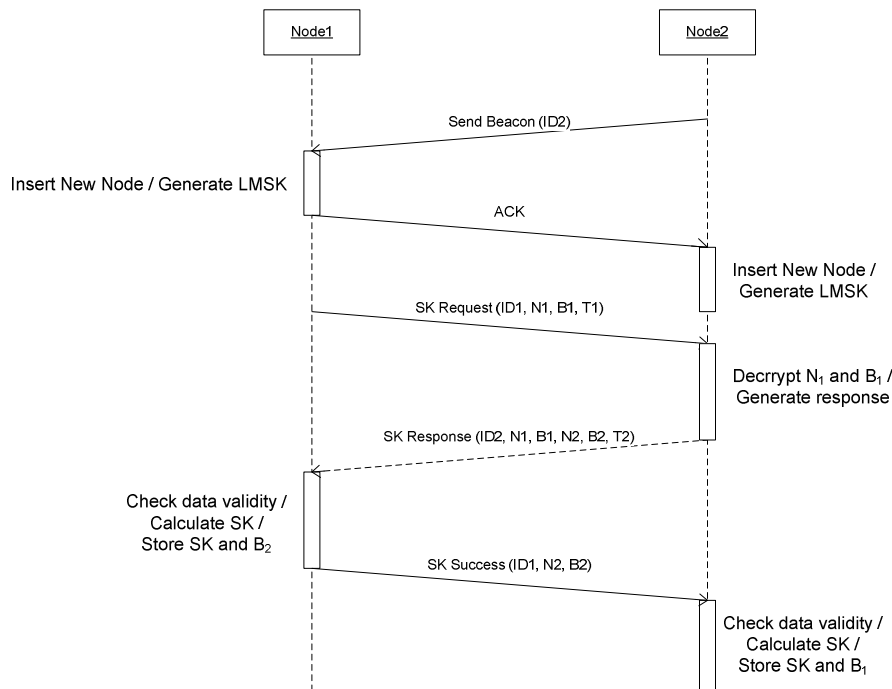 Node1
Node2
Send Beacon (ID2)
Insert New Node / Generate LMSK
ACK
Insert New Node /
Generate LMSK
SK Request (ID1, N1, B1, T1)
Decrrypt N₁ and B₁ /
Generate response
SK Response (ID2, N1, B1, N2, B2, T2)
Check data validity /
Calculate SK /
Store SK and B₂
SK Success (ID1, N2, B2)
Check data validity /
Calculate SK /
Store SK and B₁